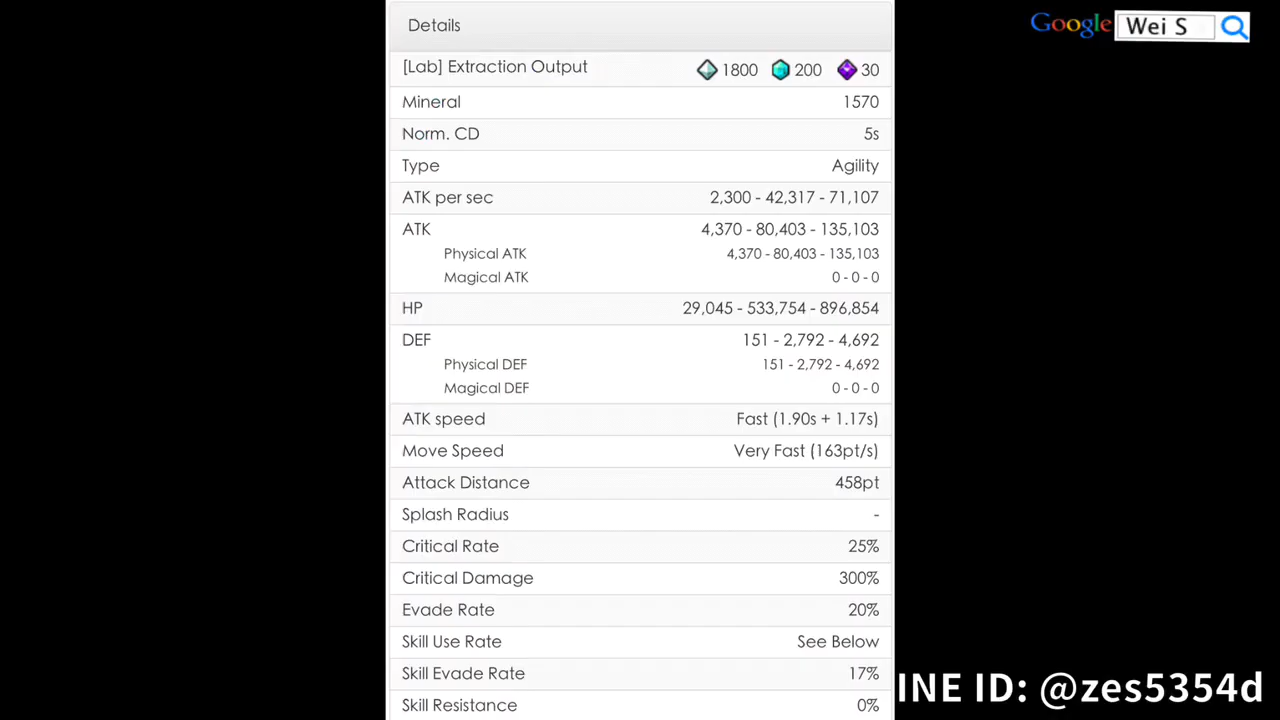 Details
Google Wei S
[Lab] Extraction Output 1800 200 30
Mineral 1570
Norm. CD 5s
Type Agility
ATK per sec 2,300 - 42,317 - 71,107
ATK 4,370 - 80,403 - 135,103
Physical ATK 4,370 - 80,403 - 135,103
Magical ATK 0 - 0 - 0
HP 29,045 - 533,754 - 896,854
DEF 151 - 2,792 - 4,692
Physical DEF 151 - 2,792 - 4,692
Magical DEF 0 - 0 - 0
ATK speed Fast (1.90s + 1.17s)
Move Speed Very Fast (163pt/s)
Attack Distance 458pt
Splash Radius -
Critical Rate 25%
Critical Damage 300%
Evade Rate 20%
Skill Use Rate See Below
Skill Evade Rate 17%
INE ID: @zes5354d
Skill Resistance 0%